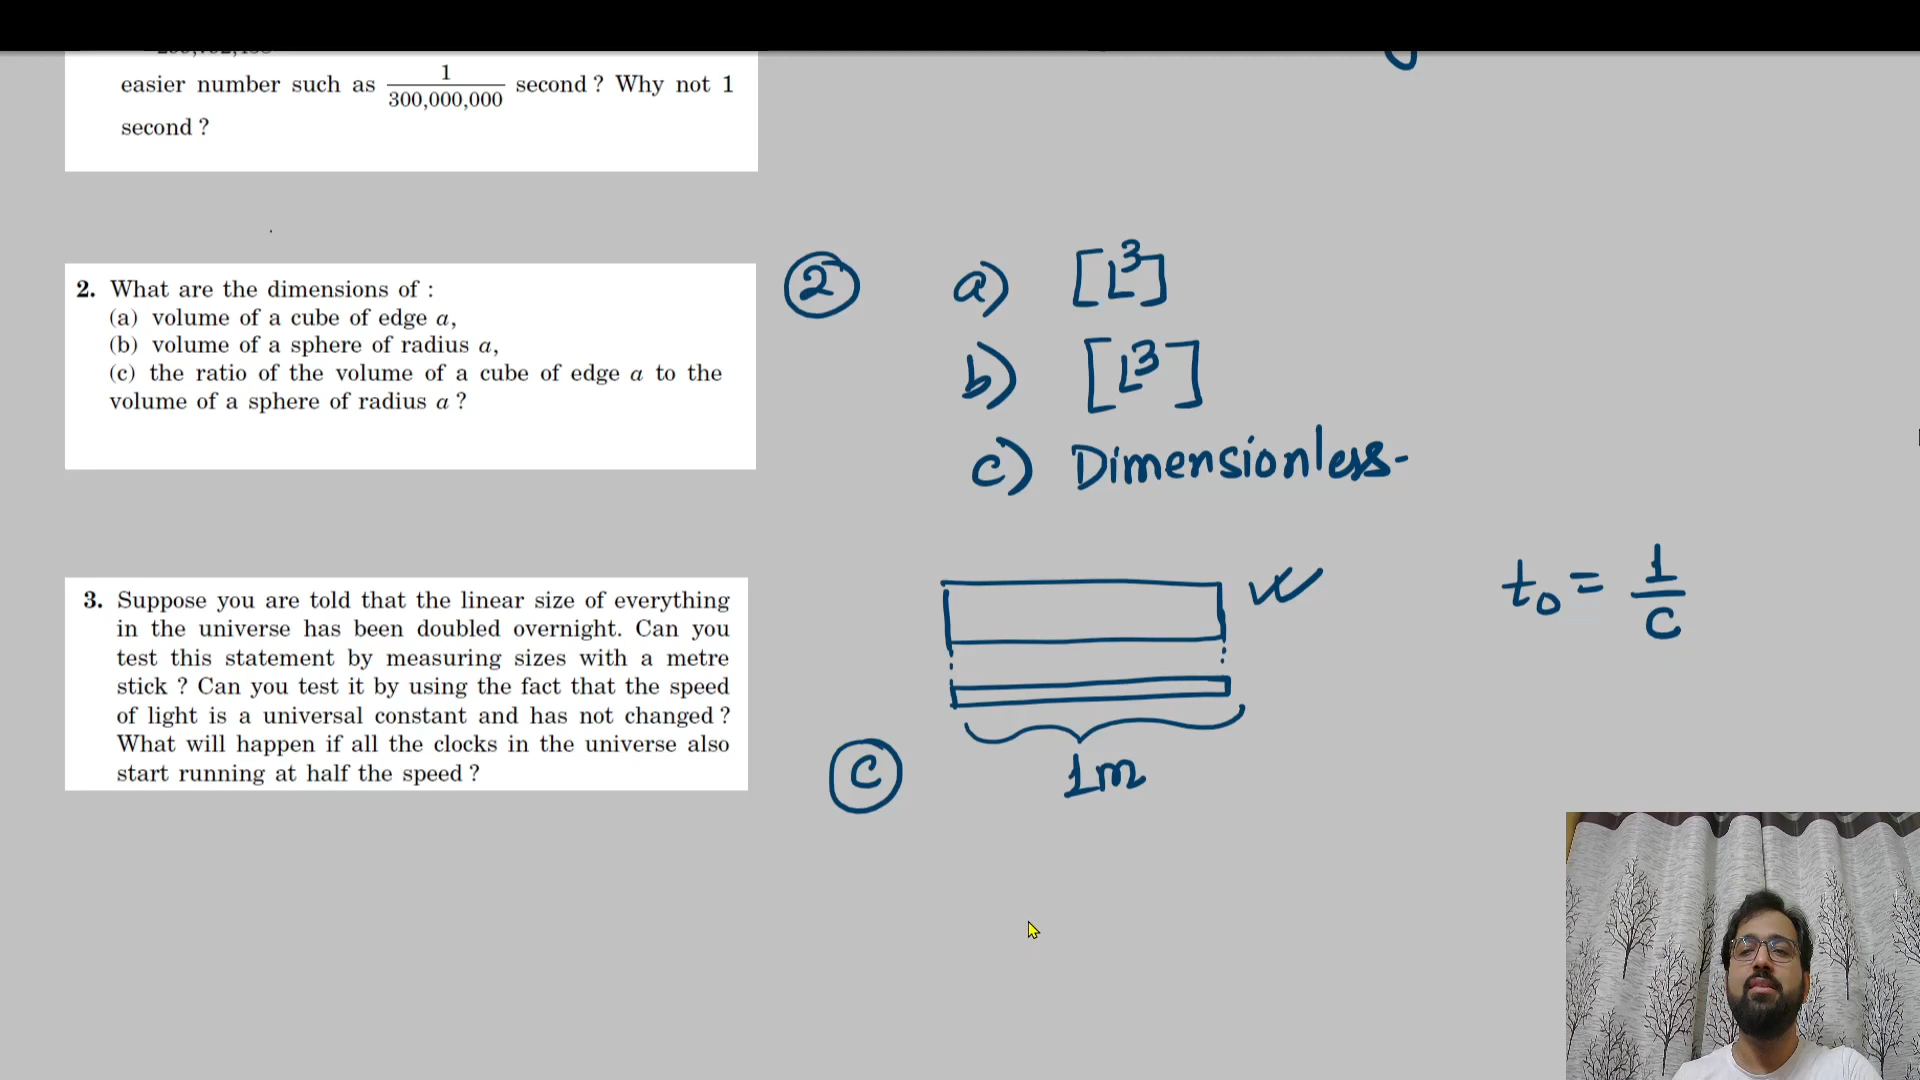 easier number such as 1/300,000,000 second ? Why not 1
second ?
2. What are the dimensions of :
(a) volume of a cube of edge a,
(b) volume of a sphere of radius a,
(c) the ratio of the volume of a cube of edge a to the
volume of a sphere of radius a ?
2 a) [L³]
b) [L³]
c) Dimensionless-
3. Suppose you are told that the linear size of everything
in the universe has been doubled overnight. Can you
test this statement by measuring sizes with a metre
stick ? Can you test it by using the fact that the speed
of light is a universal constant and has not changed ?
What will happen if all the clocks in the universe also
start running at half the speed ?
t₀ = 1/c
C
1m